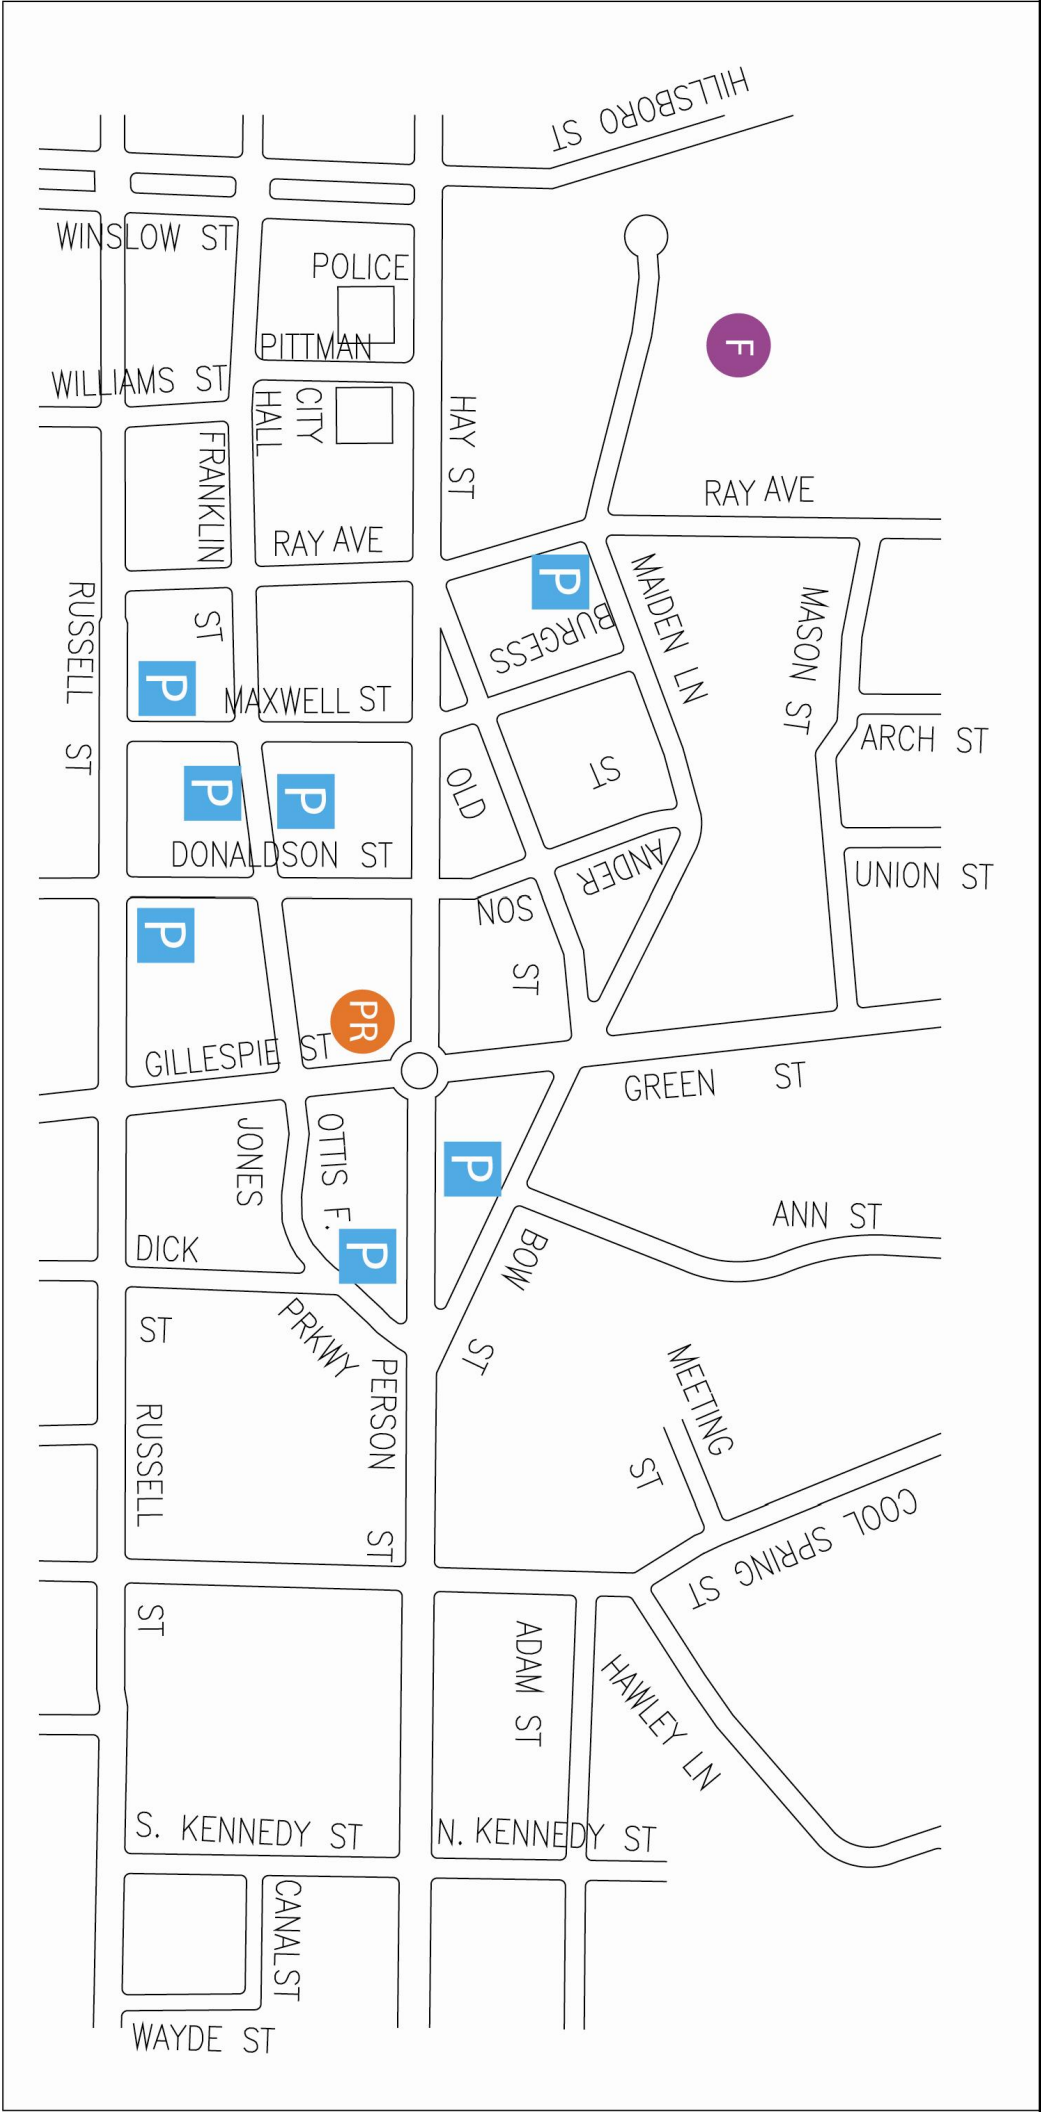 HILLSBORO ST
WINSLOW ST
POLICE
PITTMAN
WILLIAMS ST
CITY
HALL
HAY ST
F
RAY AVE
FRANKLIN
ST
RAY AVE
P
MAIDEN LN
MASON ST
BURGESS
ST
RUSSELL ST
P
MAXWELL ST
ARCH ST
OLD
P
P
DONALDSON ST
ANDER
SON
ST
UNION ST
P
PR
GILLESPIE ST
GREEN ST
JONES
OTTIS F.
P
ANN ST
DICK
ST
P
BOW
ST
PRKWY
PERSON
ST
MEETING
ST
RUSSELL
ST
COOL SPRING ST
ADAM ST
HAWLEY LN
S. KENNEDY ST
N. KENNEDY ST
CANAL ST
WAYDE ST